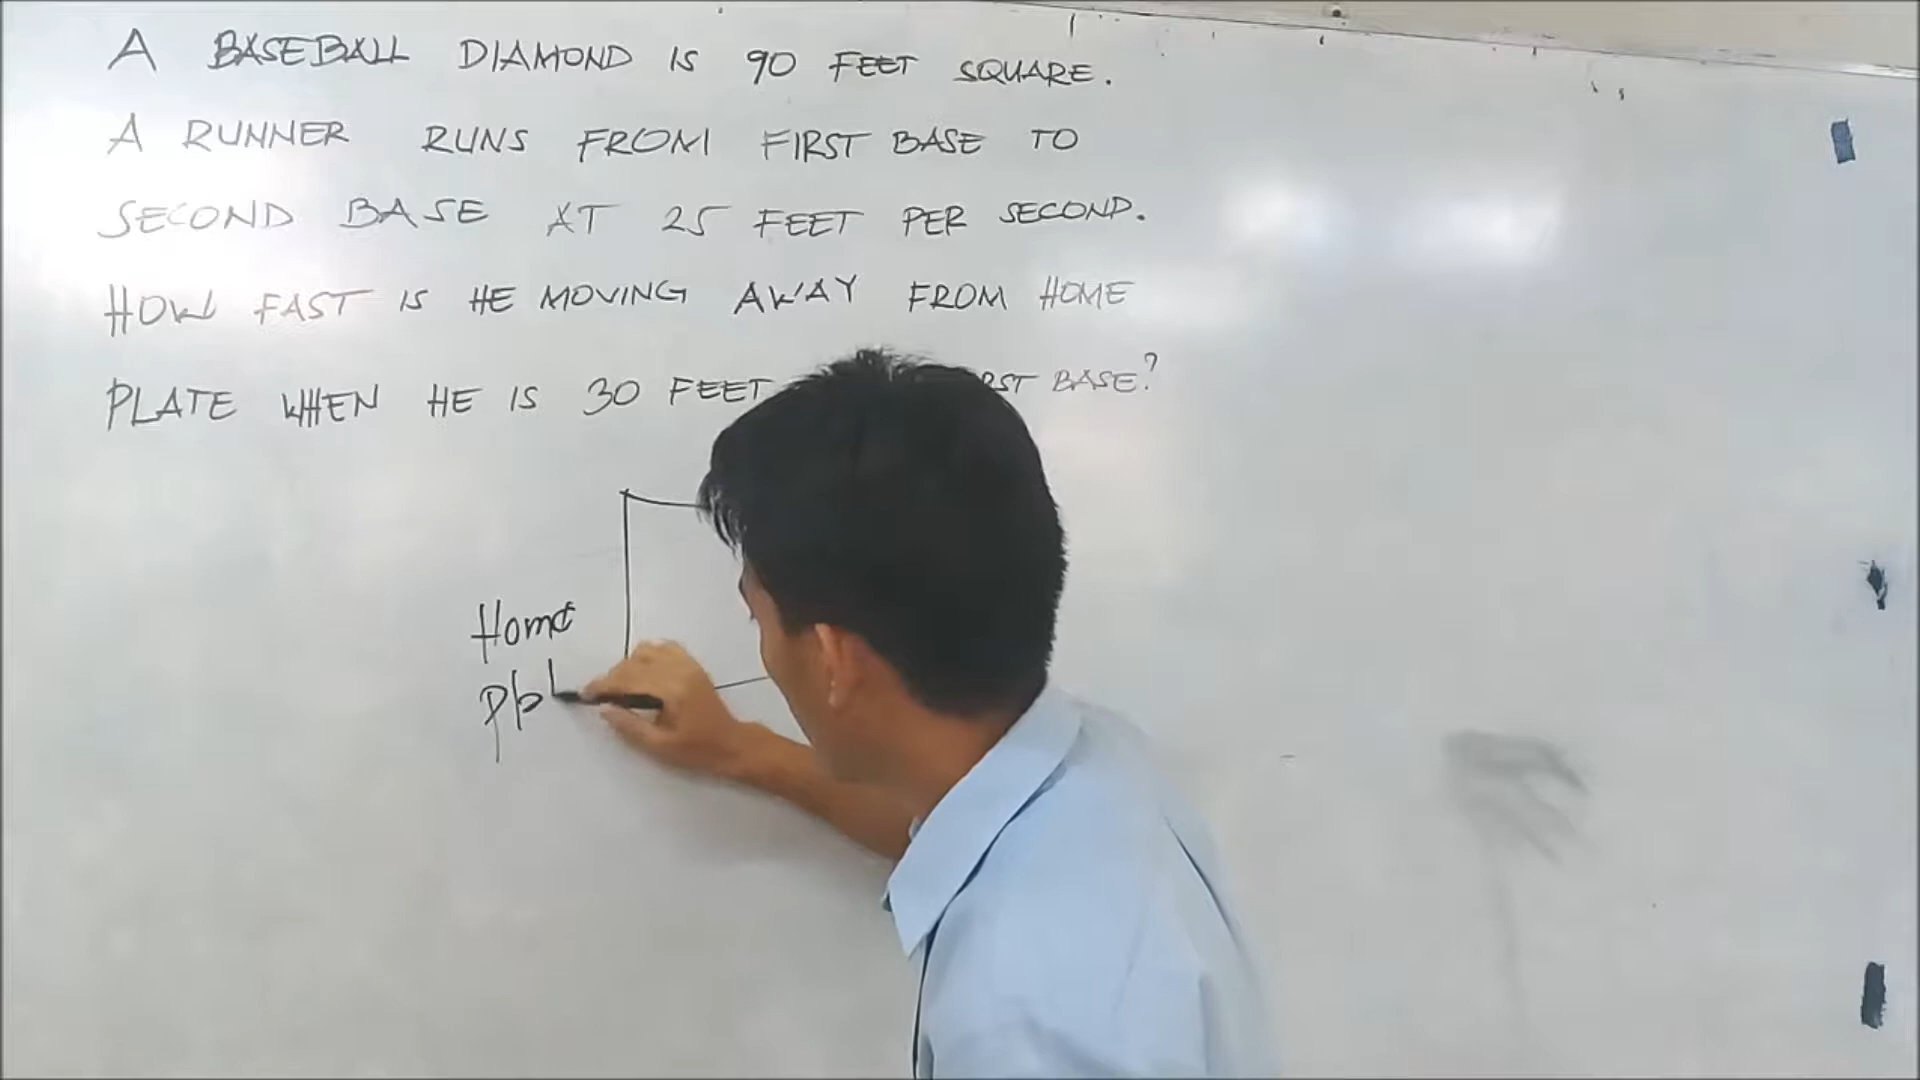 A BASEBALL DIAMOND IS 90 FEET SQUARE.
A RUNNER RUNS FROM FIRST BASE TO
SECOND BASE AT 25 FEET PER SECOND.
HOW FAST IS HE MOVING AWAY FROM HOME
PLATE WHEN HE IS 30 FEET BASE?
Home